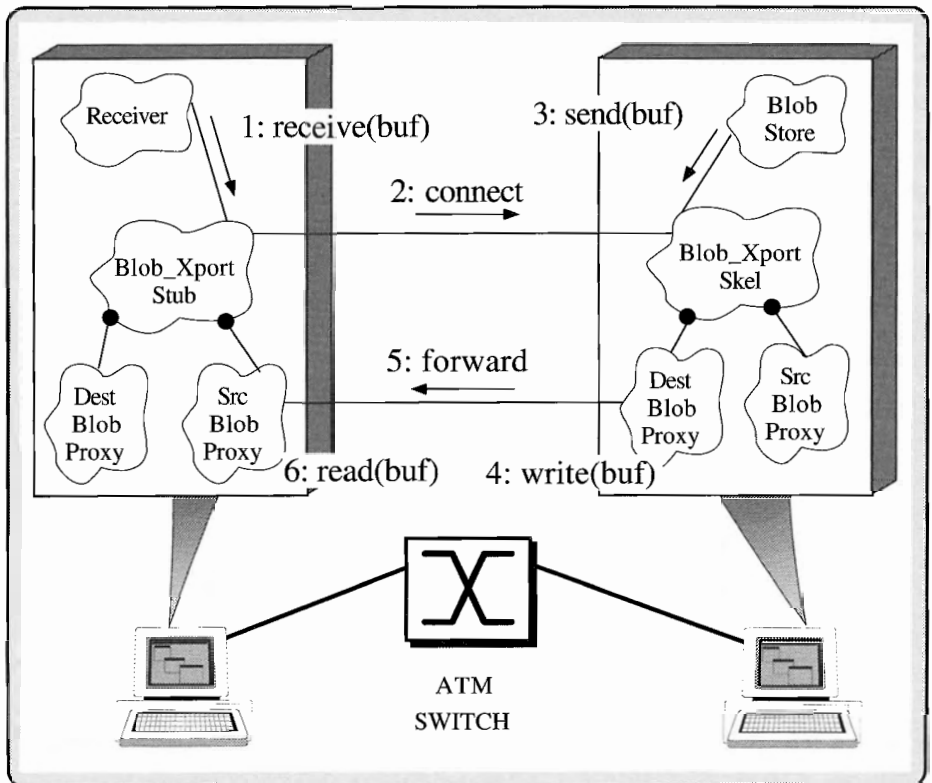 Receiver
1: receive(buf)
3: send(buf)
Blob
Store
2: connect
Blob_Xport
Stub
Blob_Xport
Skel
5: forward
Dest
Blob
Proxy
Src
Blob
Proxy
Dest
Blob
Proxy
Src
Blob
Proxy
6: read(buf)
4: write(buf)
ATM
SWITCH